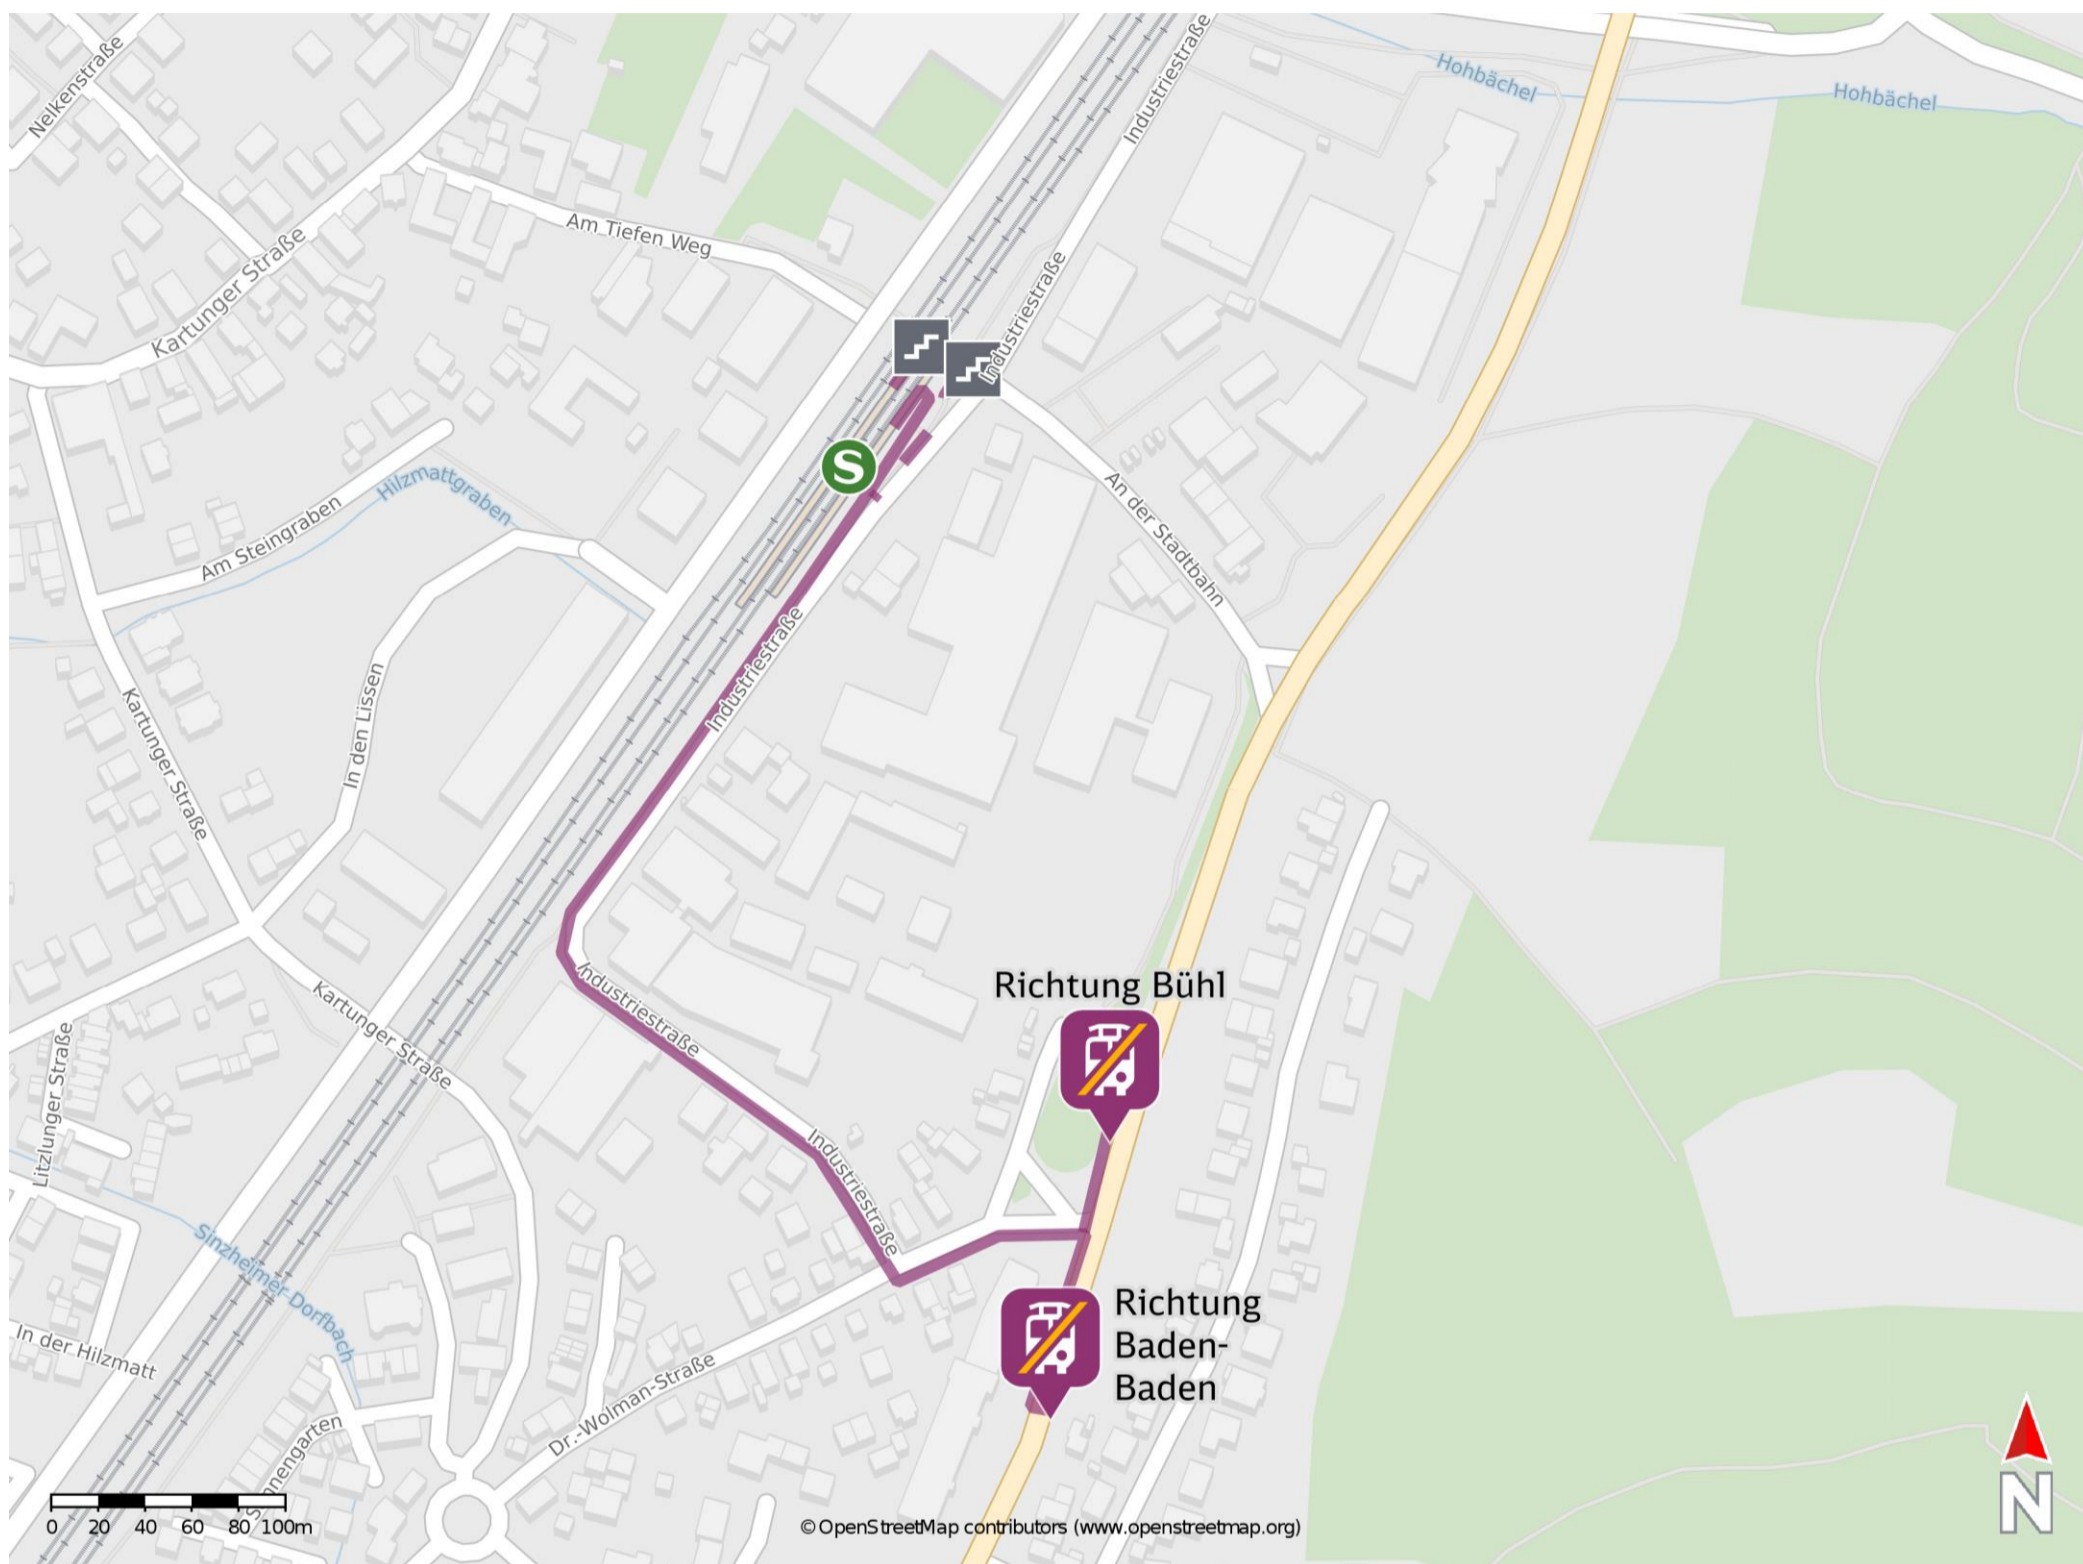 Nelkenstraße
Industriestraße
Hohbächel
Hohbächel
Am Tiefen Weg
Kartunger Straße
Industriestraße
S
Hilzmattgraben
Am Steingraben
An der Stadtbahn
Industriestraße
In den Lissen
Kartunger Straße
Industriestraße
Richtung Bühl
Kartunger Straße
Litzlunger Straße
Industriestraße
Sinzheimer Dorfbach
Richtung
Baden-
Baden
In der Hilzmatt
Dr.-Wolman-Straße
Sonnengarten
0 20 40 60 80 100m
© OpenStreetMap contributors (www.openstreetmap.org)
N